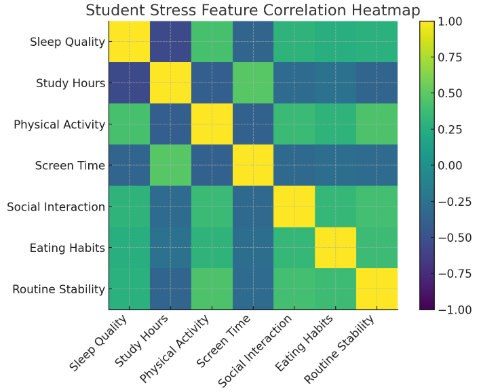 Student Stress Feature Correlation Heatmap
Sleep Quality
Study Hours
Physical Activity
Screen Time
Social Interaction
Eating Habits
Routine Stability
Sleep Quality
Study Hours
Physical Activity
Screen Time
Social Interaction
Eating Habits
Routine Stability
1.00
0.75
0.50
0.25
0.00
−0.25
−0.50
−0.75
−1.00